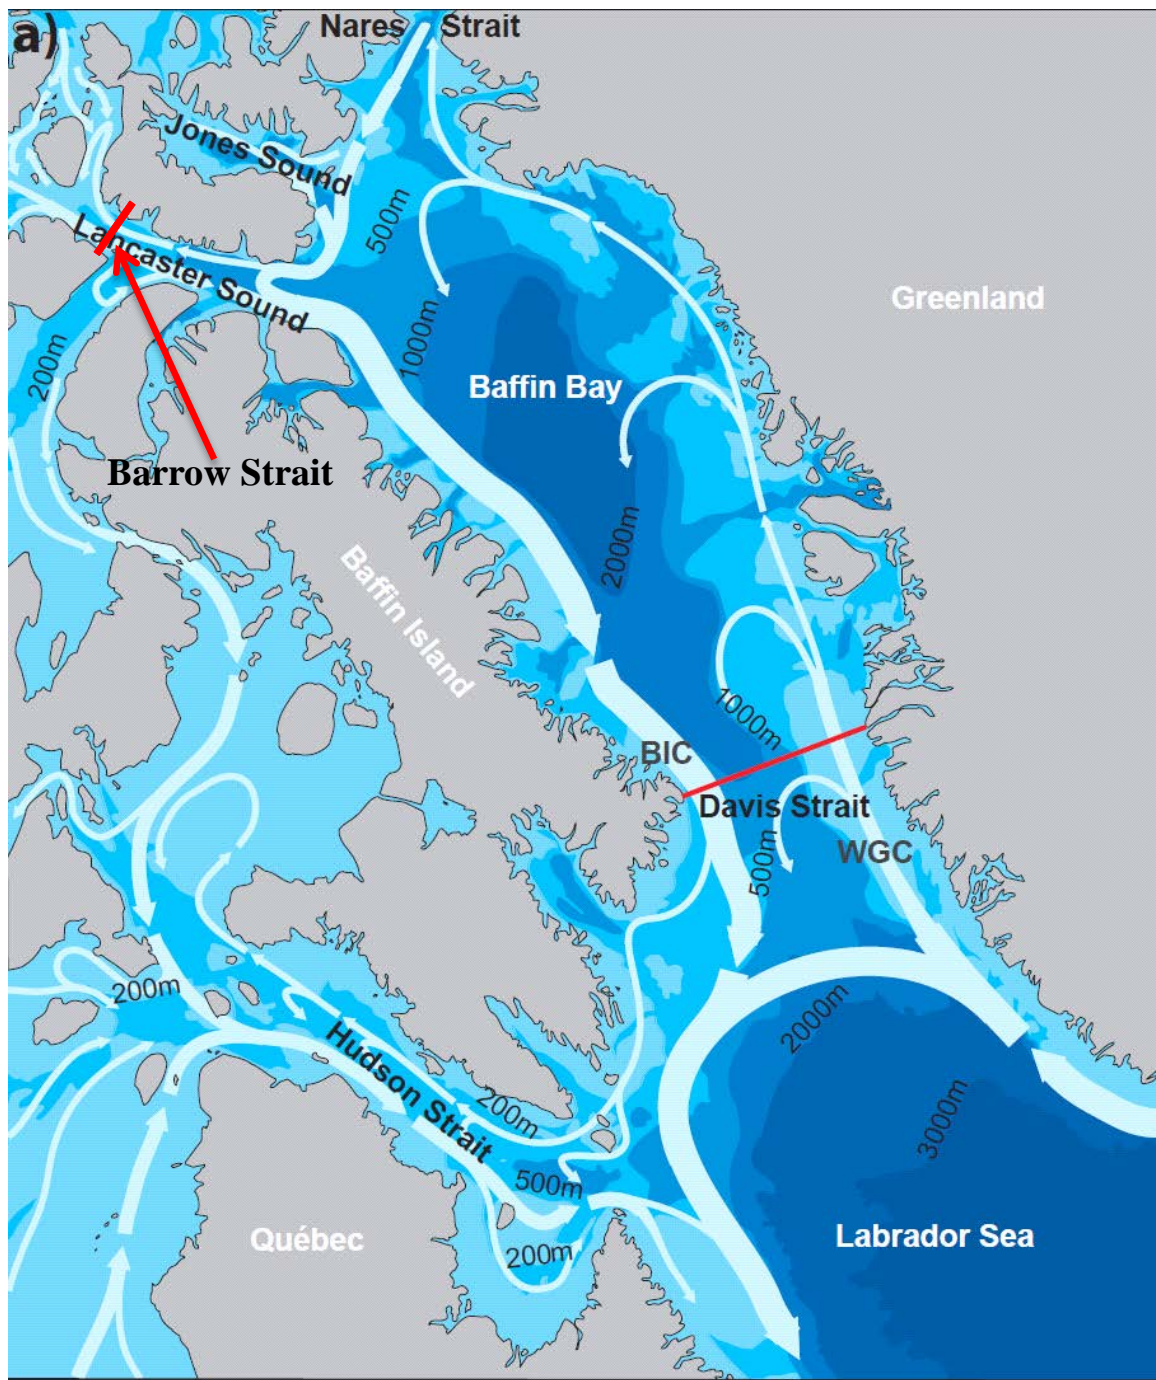 a)
Nares Strait
Jones Sound
500m
Lancaster Sound
Greenland
200m
1000m
Baffin Bay
Barrow Strait
2000m
Baffin Island
1000m
BIC
Davis Strait
500m
WGC
200m
2000m
Hudson Strait
200m
3000m
500m
Québec
200m
Labrador Sea